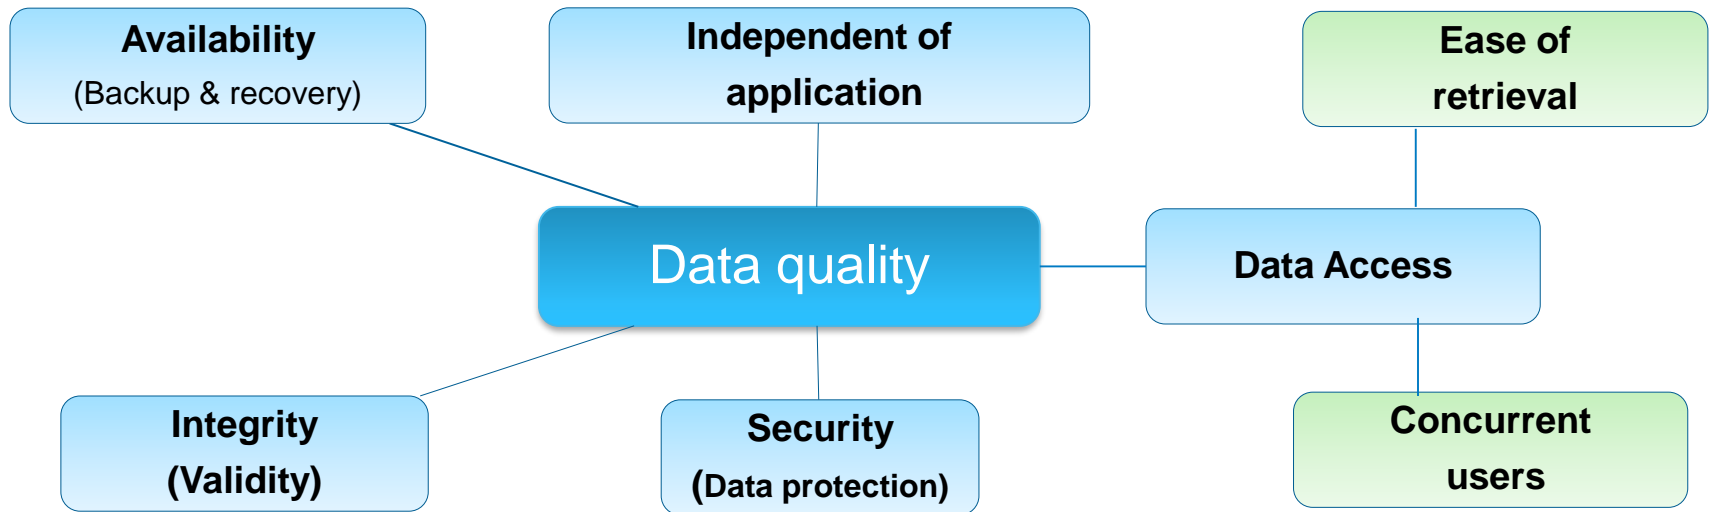 Availability
(Backup & recovery)
Independent of
application
Ease of
retrieval
Data quality
Data Access
Integrity
(Validity)
Security
(Data protection)
Concurrent
users